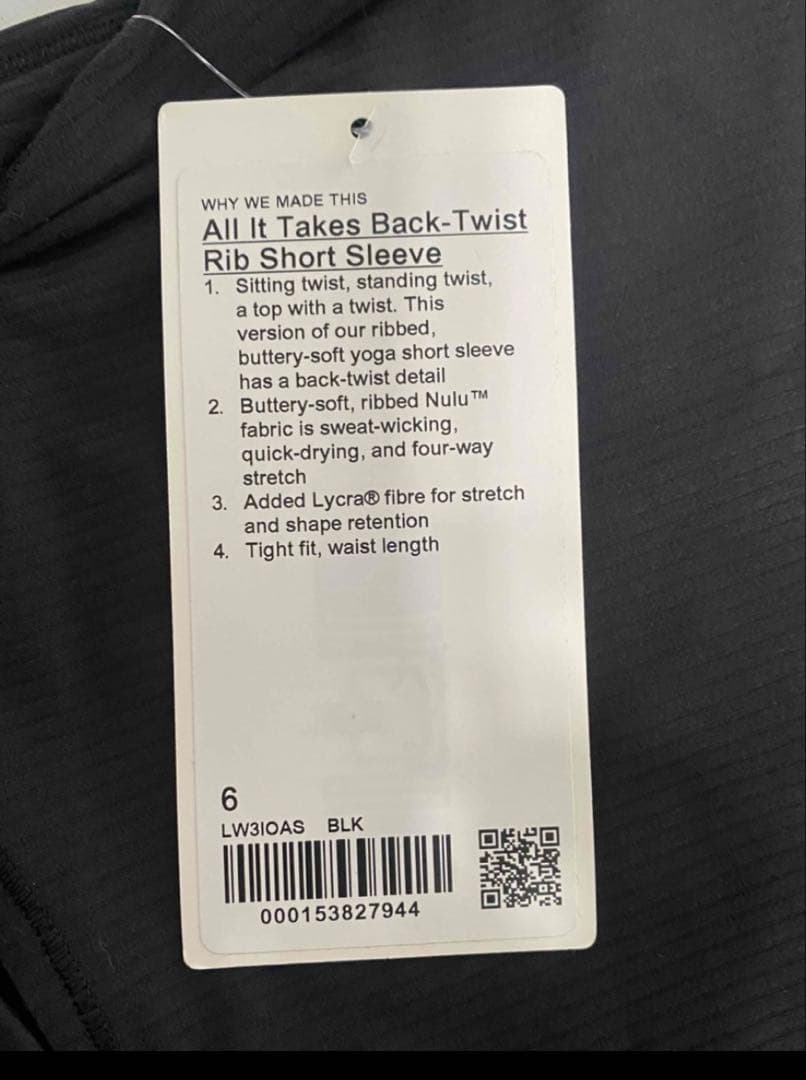 WHY WE MADE THIS
All It Takes Back-Twist
Rib Short Sleeve
1. Sitting twist, standing twist,
a top with a twist. This
version of our ribbed,
buttery-soft yoga short sleeve
has a back-twist detail
2. Buttery-soft, ribbed Nulu™
fabric is sweat-wicking,
quick-drying, and four-way
stretch
3. Added Lycra® fibre for stretch
and shape retention
4. Tight fit, waist length
6
LW3IOAS BLK
000153827944